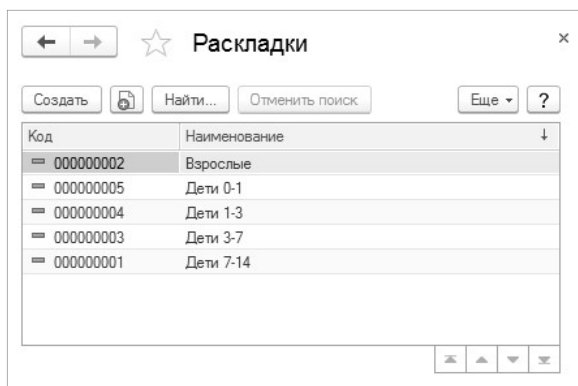 Раскладки
Создать Найти... Отменить поиск Еще ?
Код Наименование
000000002 Взрослые
000000005 Дети 0-1
000000004 Дети 1-3
000000003 Дети 3-7
000000001 Дети 7-14